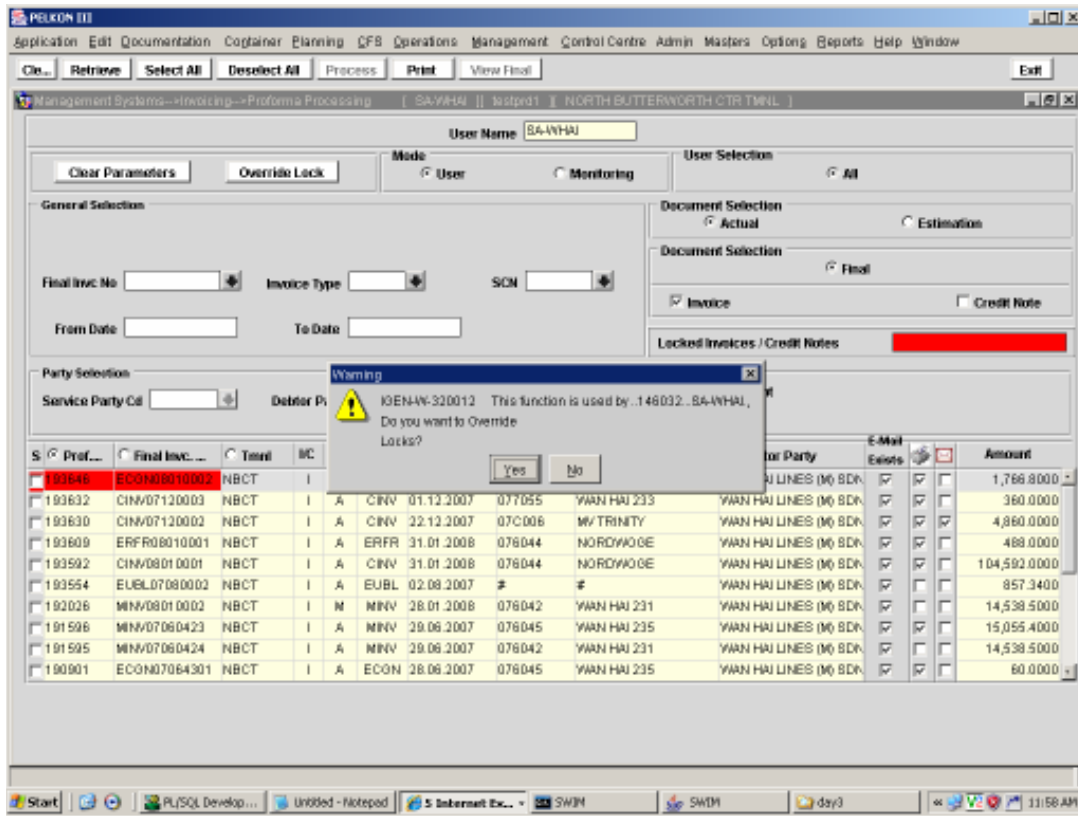 PELKON III
Application Edit Documentation Container Planning CFS Operations Management Control Centre Admin Masters Options Reports Help Window
Cle... Retrieve Select All Deselect All Process Print View Final Exit
Management Systems-->Invoicing-->Proforma Processing [ SA-WHAI ][ testprd1 ][ NORTH BUTTERWORTH CTR TMNL ]
User Name SA-WHAI
Clear Parameters Override Lock Mode User Monitoring User Selection All
General Selection
Document Selection
Actual Estimation
Document Selection
Final
Final Invc No Invoice Type SCN
Invoice Credit Note
From Date To Date
Locked Invoices / Credit Notes
Party Selection
Service Party Cd Debtor P
Warning
IGEN-W-320012 This function is used by..146032..SA-WHAI,
Do you want to Override
Locks?
Yes No
S Prof.... Final Invc. ... Tmnl I/C tor Party E-Mail Exists Amount
193646 ECON08010002 NBCT I AI LINES (M) SDN 1,766.8000
193632 CINV07120003 NBCT I A CINV 01.12.2007 077055 WAN HAI 233 WAN HAI LINES (M) SDN 360.0000
193630 CINV07120002 NBCT I A CINV 22.12.2007 07C006 MV TRINITY WAN HAI LINES (M) SDN 4,860.0000
193609 ERFR08010001 NBCT I A ERFR 31.01.2008 076044 NORDWOGE WAN HAI LINES (M) SDN 488.0000
193592 CINV08010001 NBCT I A CINV 31.01.2008 076044 NORDWOGE WAN HAI LINES (M) SDN 104,592.0000
193554 EUBL07080002 NBCT I A EUBL 02.08.2007 # # WAN HAI LINES (M) SDN 857.3400
192026 MINV08010002 NBCT I M MINV 28.01.2008 076042 WAN HAI 231 WAN HAI LINES (M) SDN 14,538.5000
191596 MINV07060423 NBCT I A MINV 29.06.2007 076045 WAN HAI 235 WAN HAI LINES (M) SDN 15,055.4000
191595 MINV07060424 NBCT I A MINV 29.06.2007 076042 WAN HAI 231 WAN HAI LINES (M) SDN 14,538.5000
190901 ECON07064301 NBCT I A ECON 28.06.2007 076045 WAN HAI 235 WAN HAI LINES (M) SDN 60.0000
Start PL/SQL Develop... Untitled - Notepad 5 Internet Ex... SWIM SWIM day3 11:58 AM